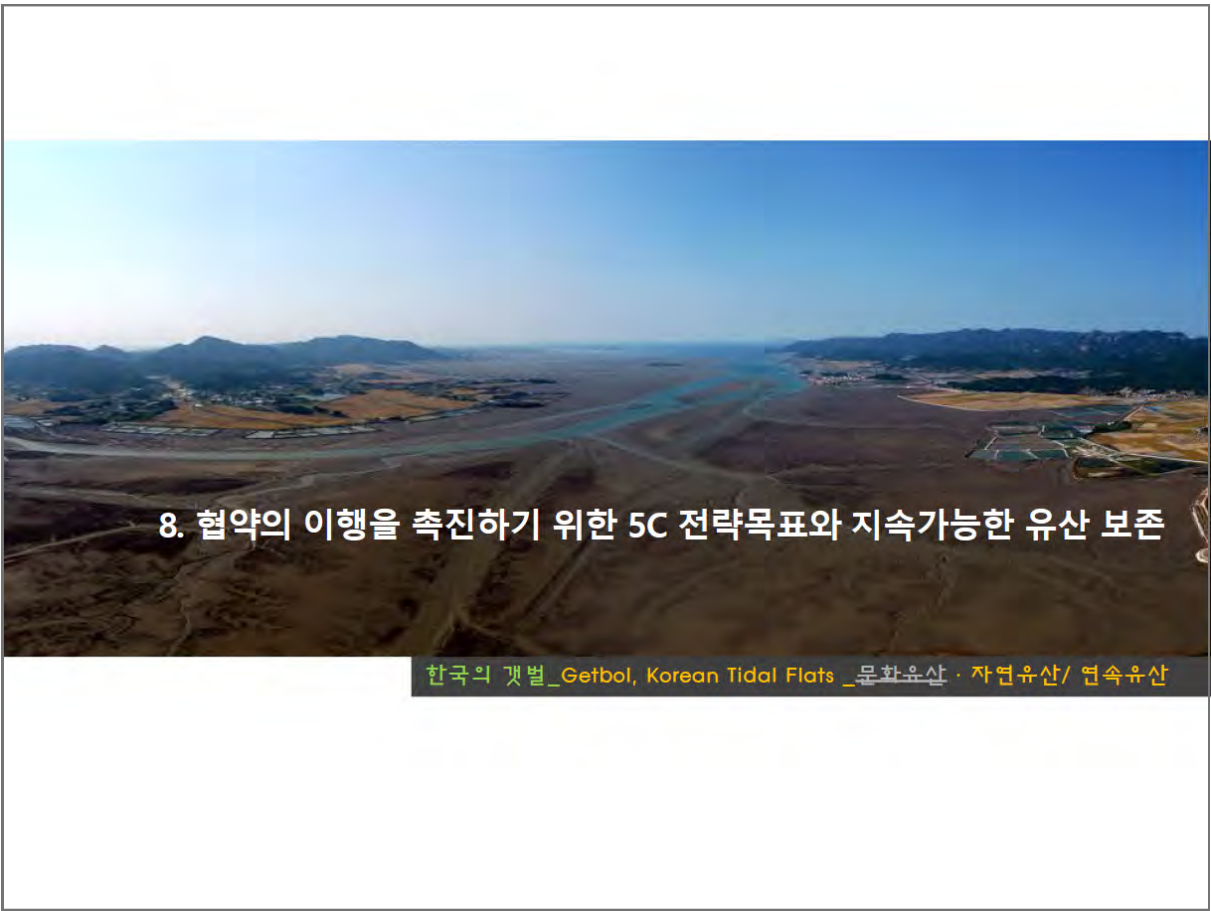 8. 협약의 이행을 촉진하기 위한 5C 전략목표와 지속가능한 유산 보존
한국의 갯벌_Getbol, Korean Tidal Flats _문화유산 · 자연유산/ 연속유산